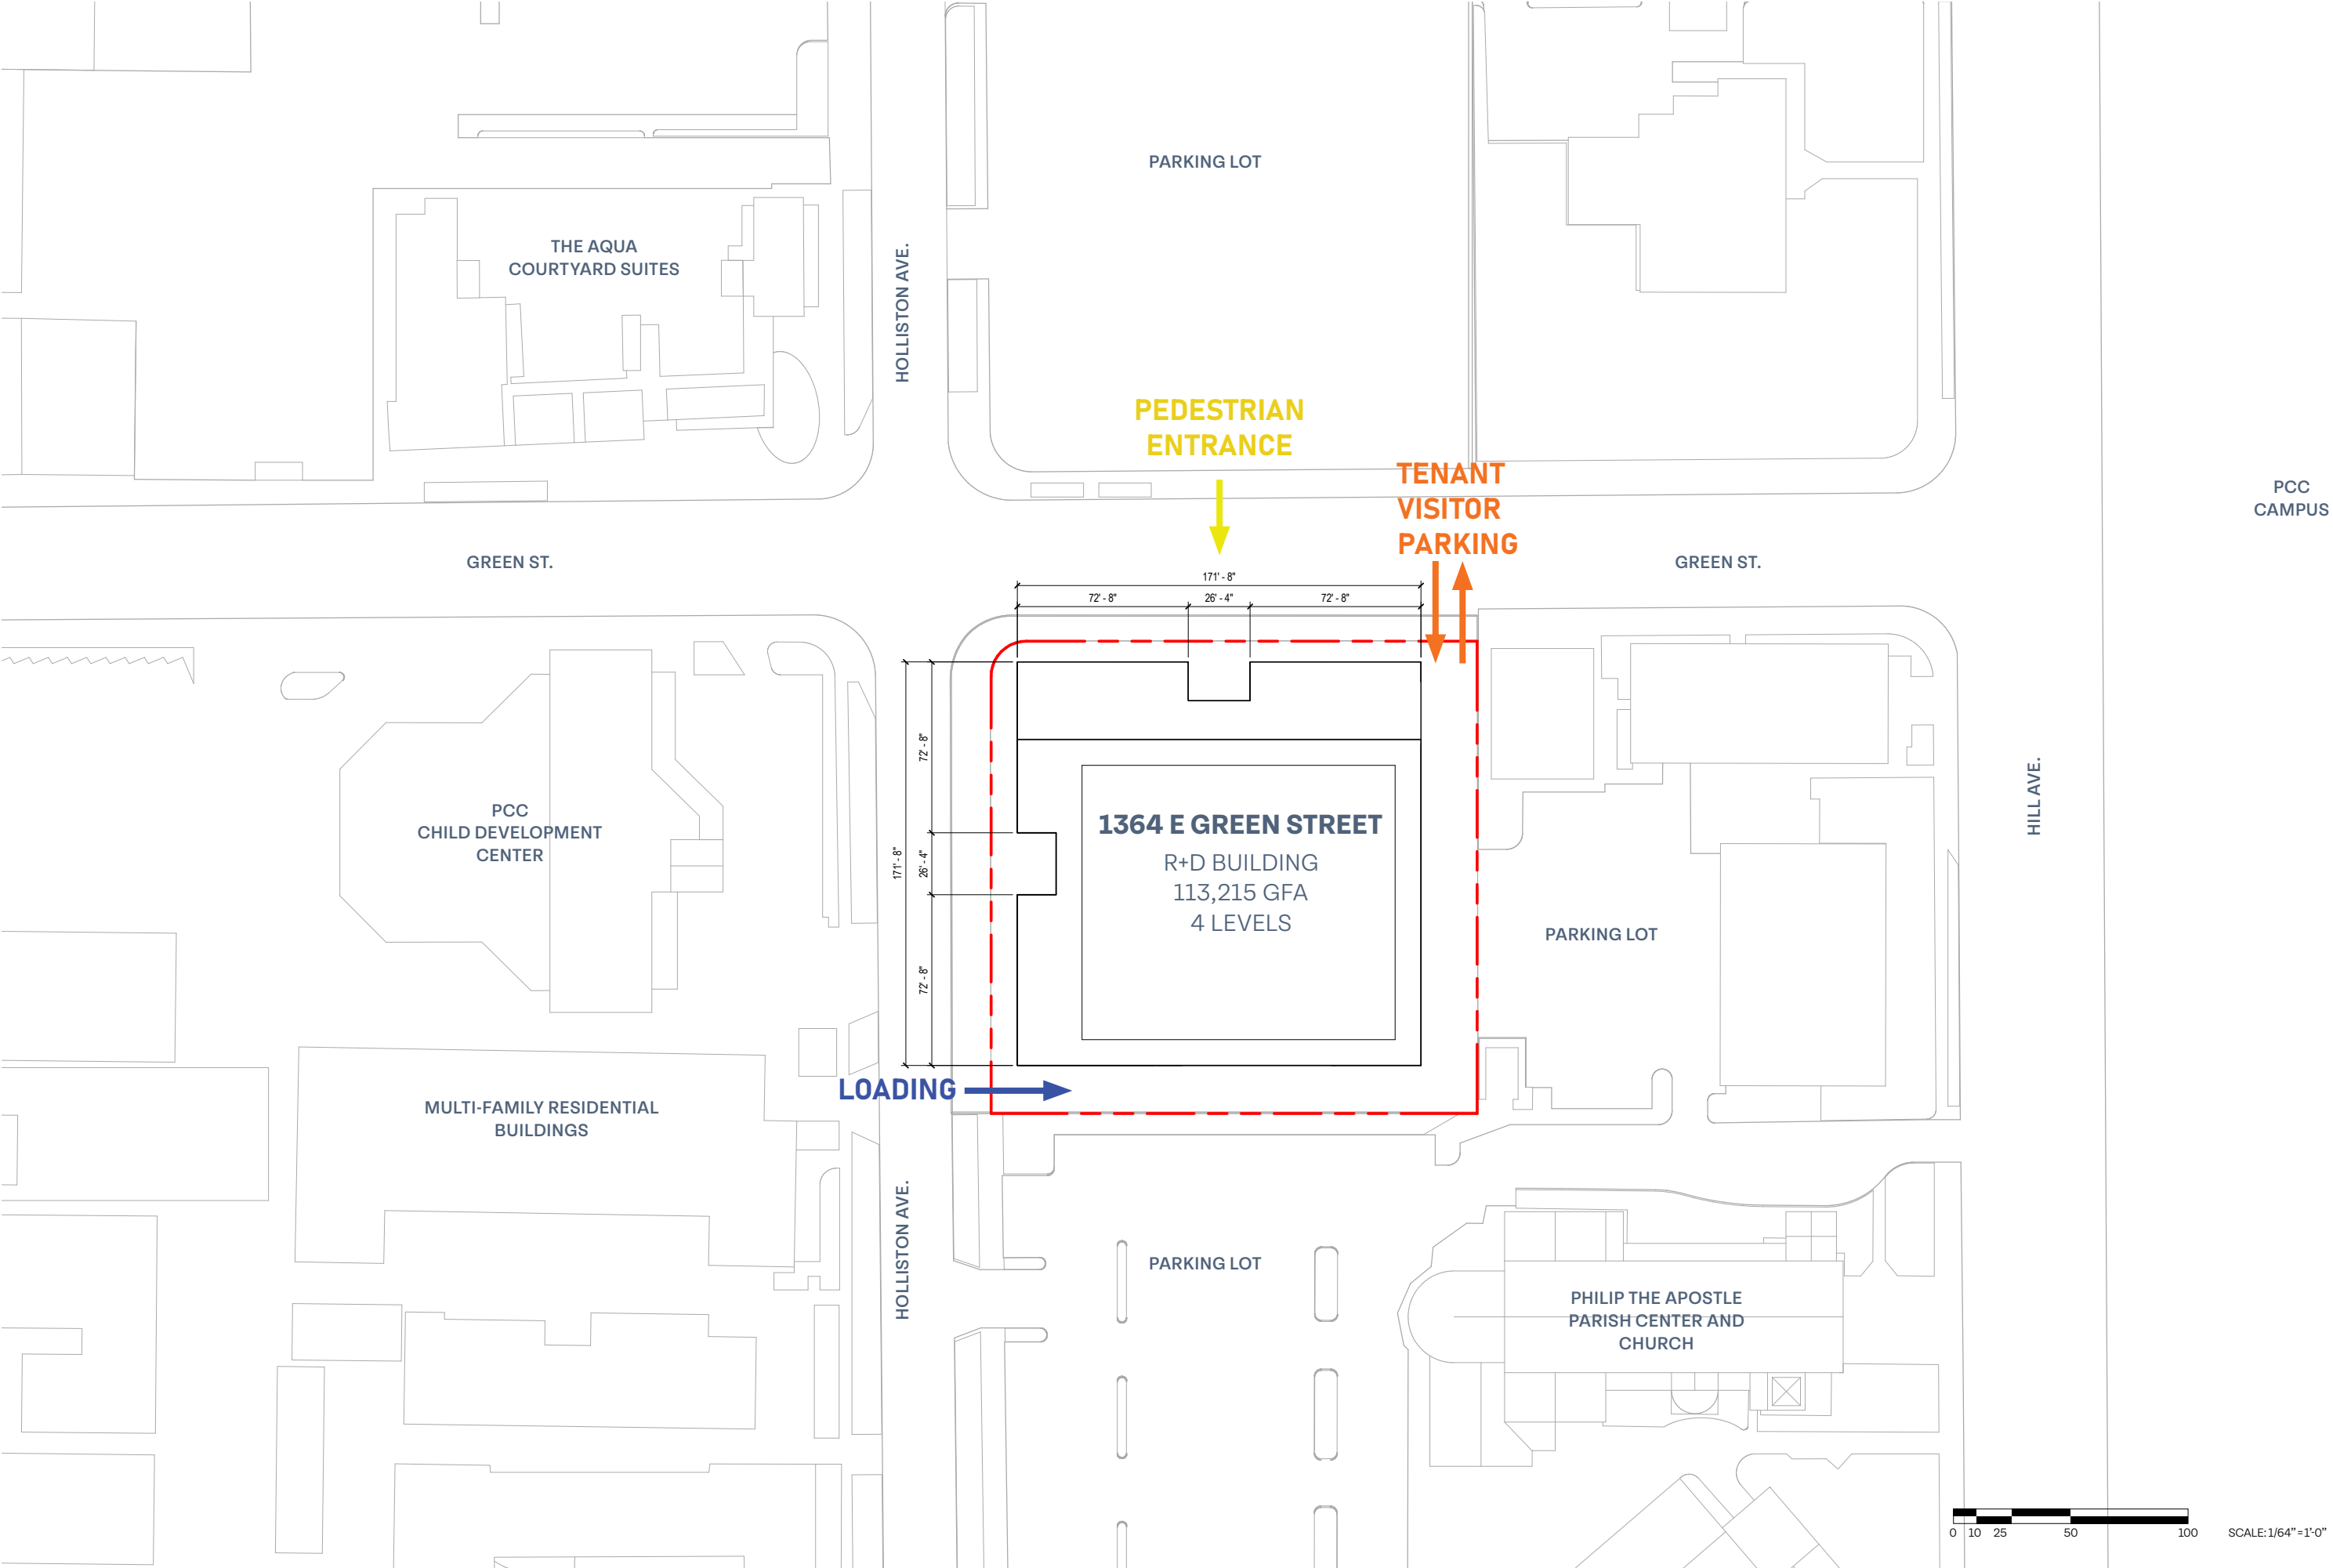 PARKING LOT
THE AQUA
COURTYARD SUITES
HOLLISTON AVE.
PEDESTRIAN
ENTRANCE
TENANT
VISITOR
PARKING
PCC
CAMPUS
GREEN ST.
GREEN ST.
171' - 8"
72' - 8"
26' - 4"
72' - 8"
171' - 8"
72' - 8"
26' - 4"
72' - 8"
PCC
CHILD DEVELOPMENT
CENTER
1364 E GREEN STREET
R+D BUILDING
113,215 GFA
4 LEVELS
HILL AVE.
PARKING LOT
LOADING
MULTI-FAMILY RESIDENTIAL
BUILDINGS
HOLLISTON AVE.
PARKING LOT
PHILIP THE APOSTLE
PARISH CENTER AND
CHURCH
0 10 25 50 100
SCALE: 1/64" = 1'-0"